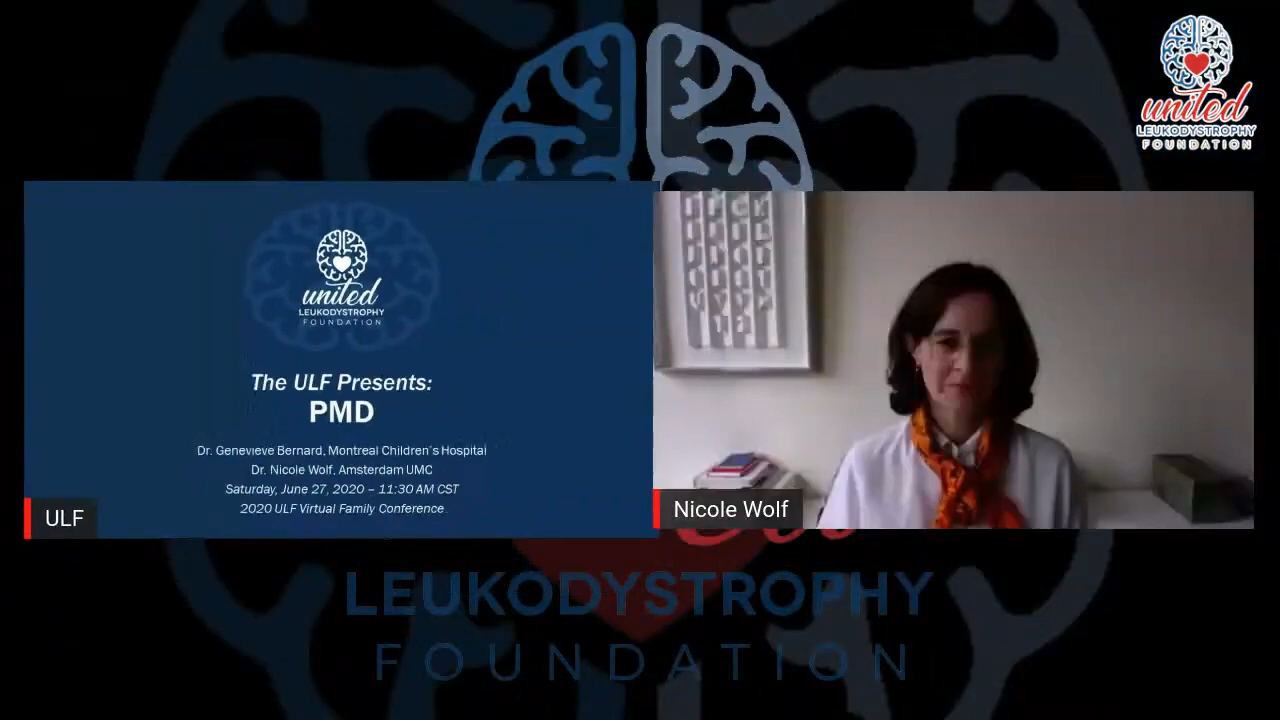 united
LEUKODYSTROPHY
FOUNDATION
united
LEUKODYSTROPHY
FOUNDATION
The ULF Presents:
PMD
Dr. Genevieve Bernard, Montreal Children's Hospital
Dr. Nicole Wolf, Amsterdam UMC
Saturday, June 27, 2020 – 11:30 AM CST
2020 ULF Virtual Family Conference
ULF
Nicole Wolf
LEUKODYSTROPHY
FOUNDATION